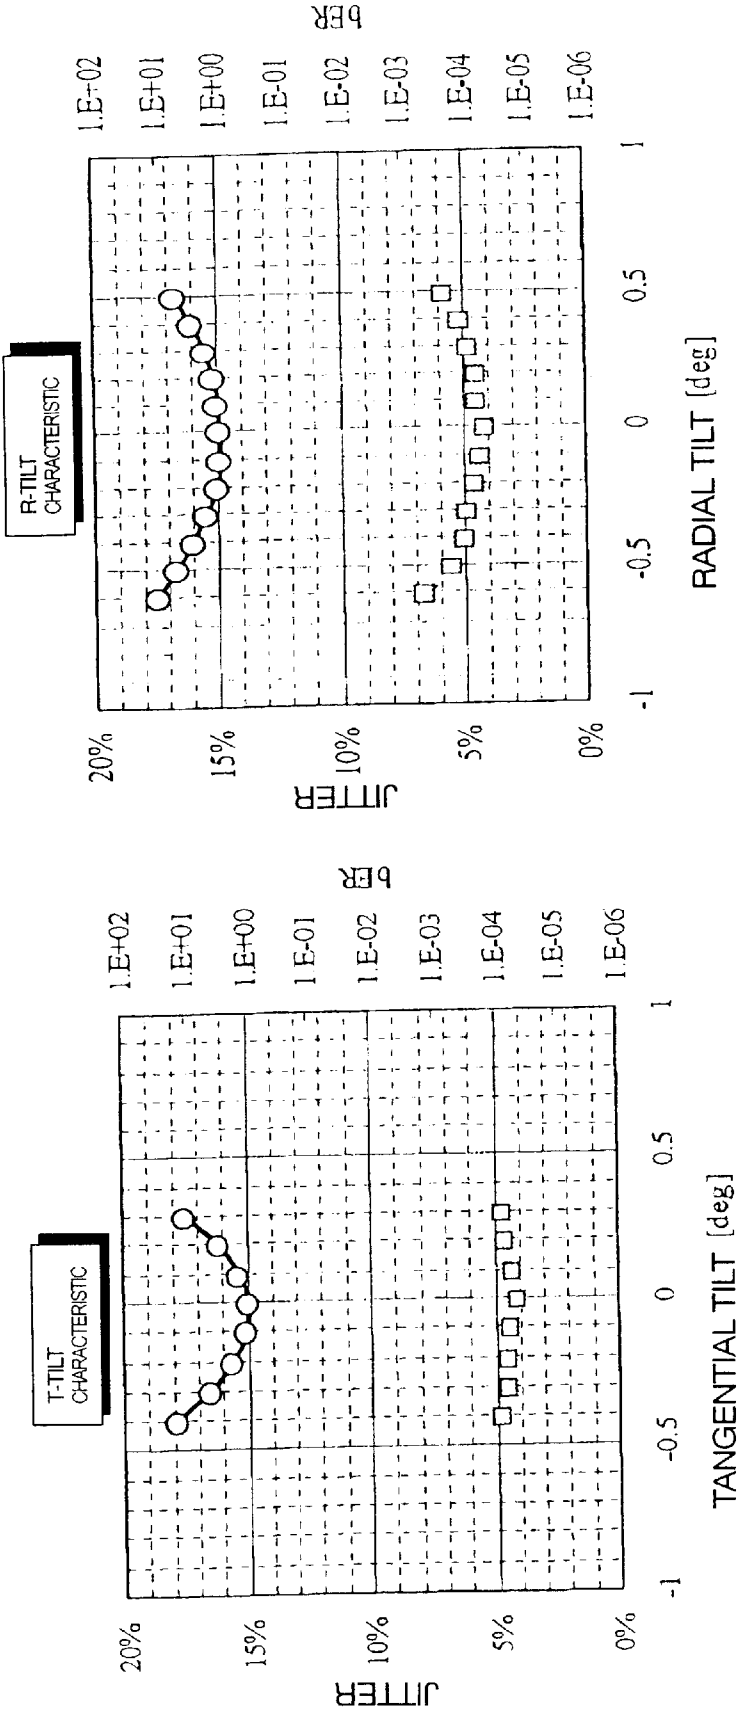 T-TILT
CHARACTERISTIC
20%
15%
10%
5%
0%
JITTER
1.E+02
1.E+01
1.E+00
1.E-01
1.E-02
1.E-03
1.E-04
1.E-05
1.E-06
bER
-1
-0.5
0
0.5
1
TANGENTIAL TILT [deg]
R-TILT
CHARACTERISTIC
20%
15%
10%
5%
0%
JITTER
1.E+02
1.E+01
1.E+00
1.E-01
1.E-02
1.E-03
1.E-04
1.E-05
1.E-06
bER
-1
-0.5
0
0.5
1
RADIAL TILT [deg]